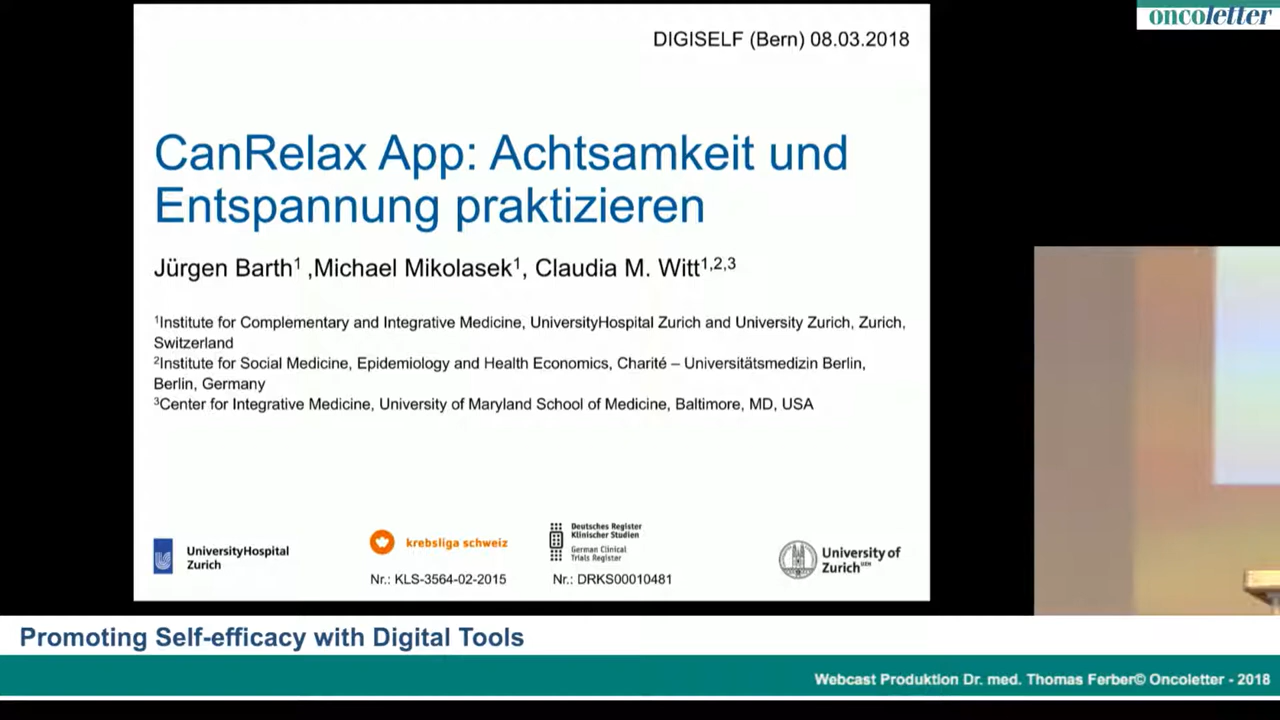 oncoletter
DIGISELF (Bern) 08.03.2018
CanRelax App: Achtsamkeit und
Entspannung praktizieren
Jürgen Barth¹ ,Michael Mikolasek¹, Claudia M. Witt¹,²,³
¹Institute for Complementary and Integrative Medicine, UniversityHospital Zurich and University Zurich, Zurich,
Switzerland
²Institute for Social Medicine, Epidemiology and Health Economics, Charité – Universitätsmedizin Berlin,
Berlin, Germany
³Center for Integrative Medicine, University of Maryland School of Medicine, Baltimore, MD, USA
UniversityHospital
Zurich
krebsliga schweiz
Nr.: KLS-3564-02-2015
Deutsches Register
Klinischer Studien
German Clinical
Trials Register
Nr.: DRKS00010481
University of
Zurich UZH
Promoting Self-efficacy with Digital Tools
Webcast Produktion Dr. med. Thomas Ferber© Oncoletter - 2018